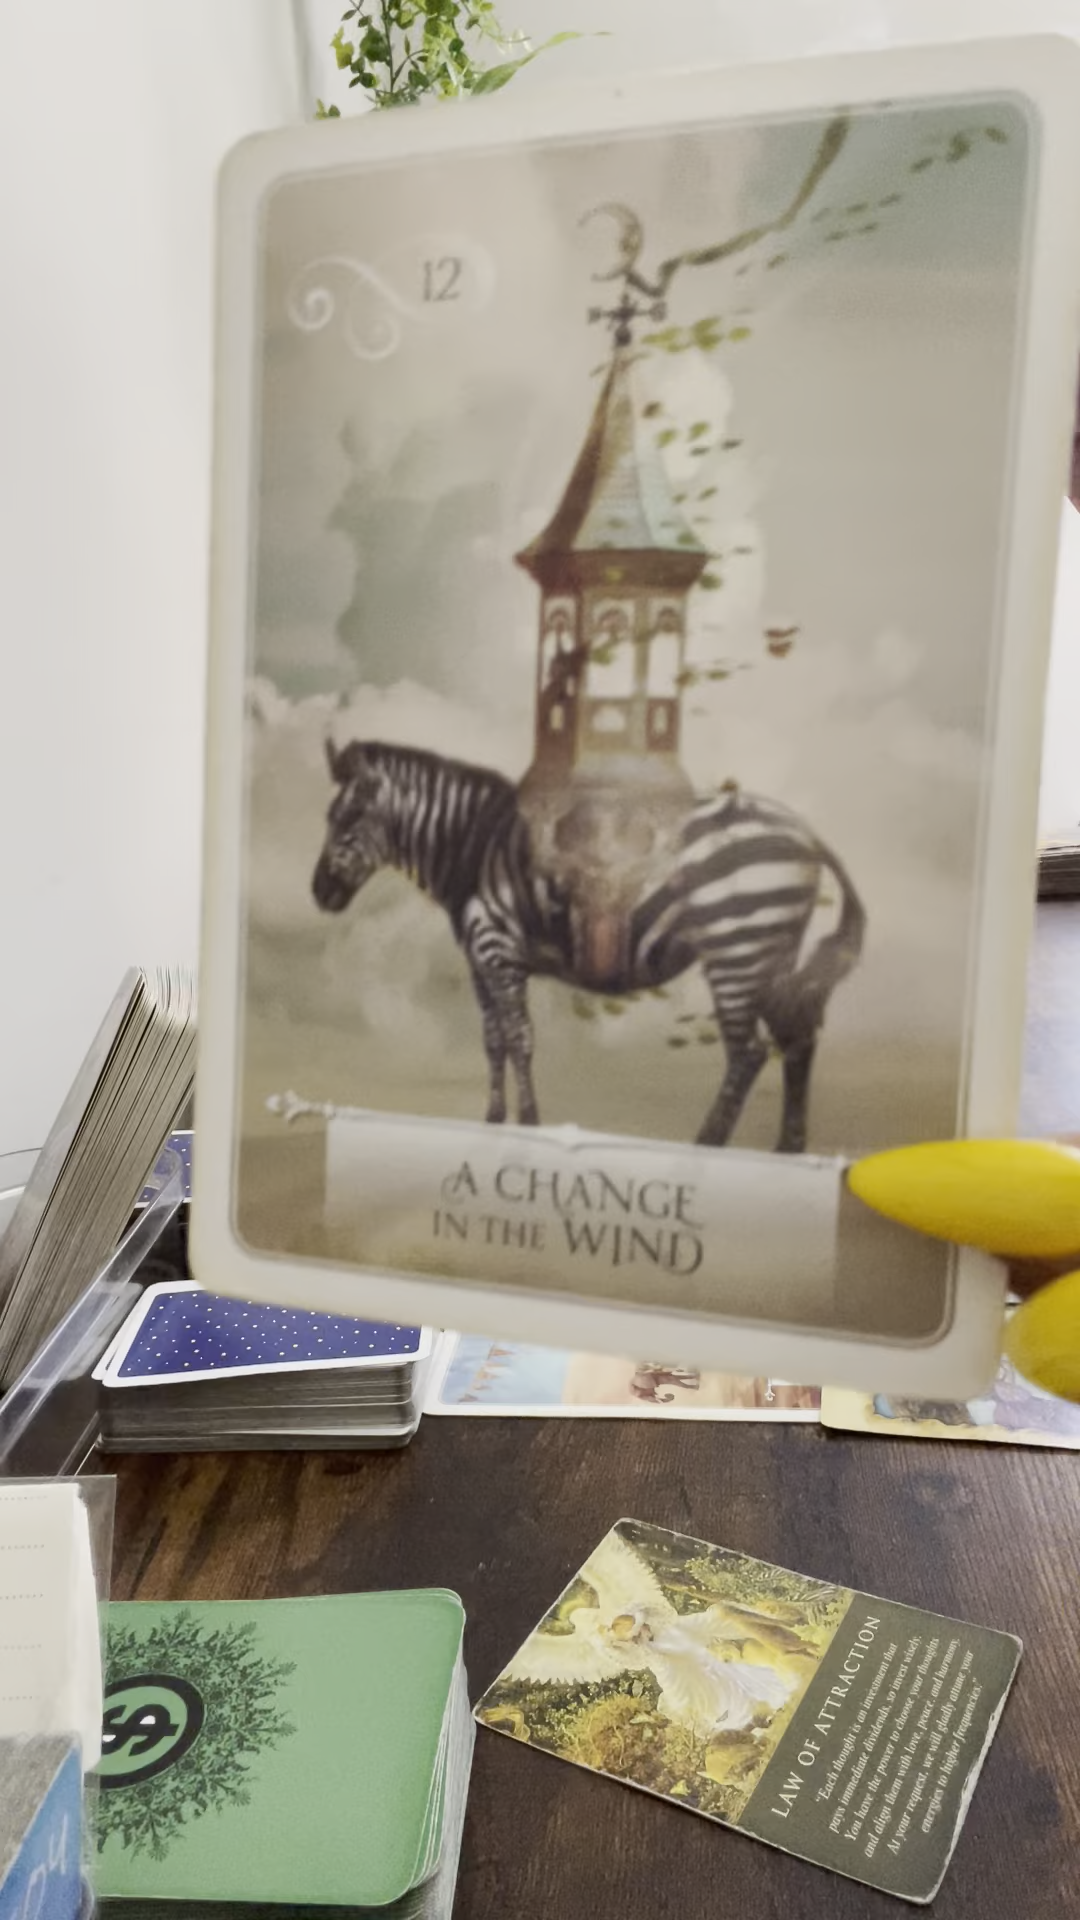 12
A CHANGE
IN THE WIND
LAW OF ATTRACTION
"Each thought is an investment that
pays immediate dividends, so invest wisely.
You have the power to choose your thoughts
and align them with love, peace, and harmony.
At your request, we will gladly attune your
energies to higher frequencies."
$